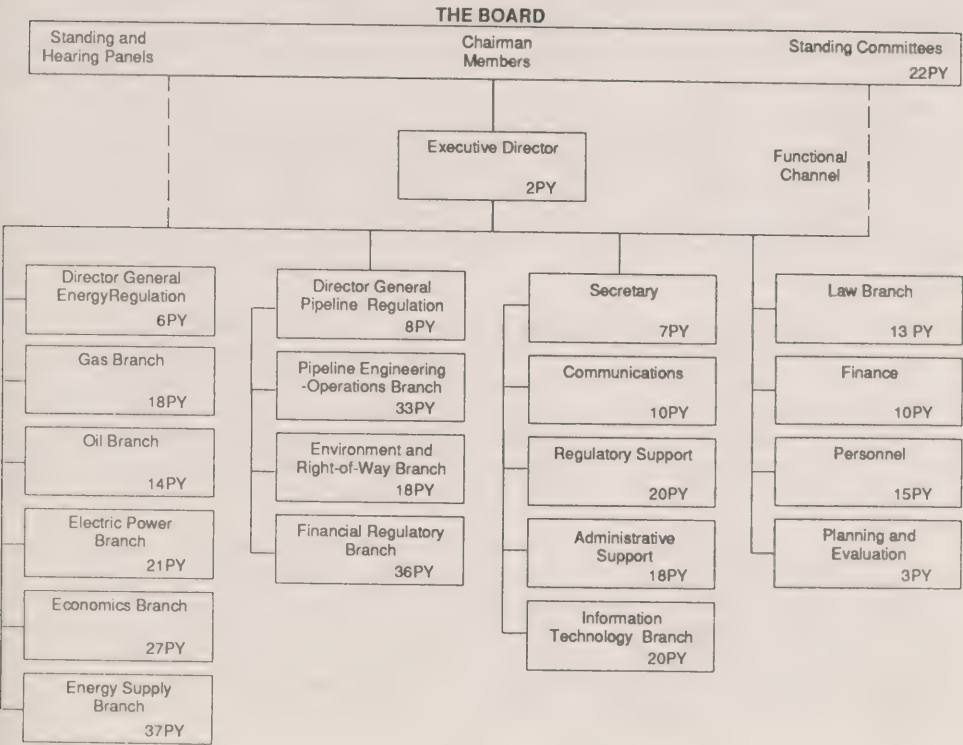 THE BOARD
Standing and
Hearing Panels
Chairman
Members
Standing Committees
22PY
Executive Director
2PY
Functional
Channel
Director General
EnergyRegulation
6PY
Gas Branch
18PY
Oil Branch
14PY
Electric Power
Branch
21PY
Economics Branch
27PY
Energy Supply
Branch
37PY
Director General
Pipeline Regulation
8PY
Pipeline Engineering
-Operations Branch
33PY
Environment and
Right-of-Way Branch
18PY
Financial Regulatory
Branch
36PY
Secretary
7PY
Communications
10PY
Regulatory Support
20PY
Administrative
Support
18PY
Information
Technology Branch
20PY
Law Branch
13 PY
Finance
10PY
Personnel
15PY
Planning and
Evaluation
3PY